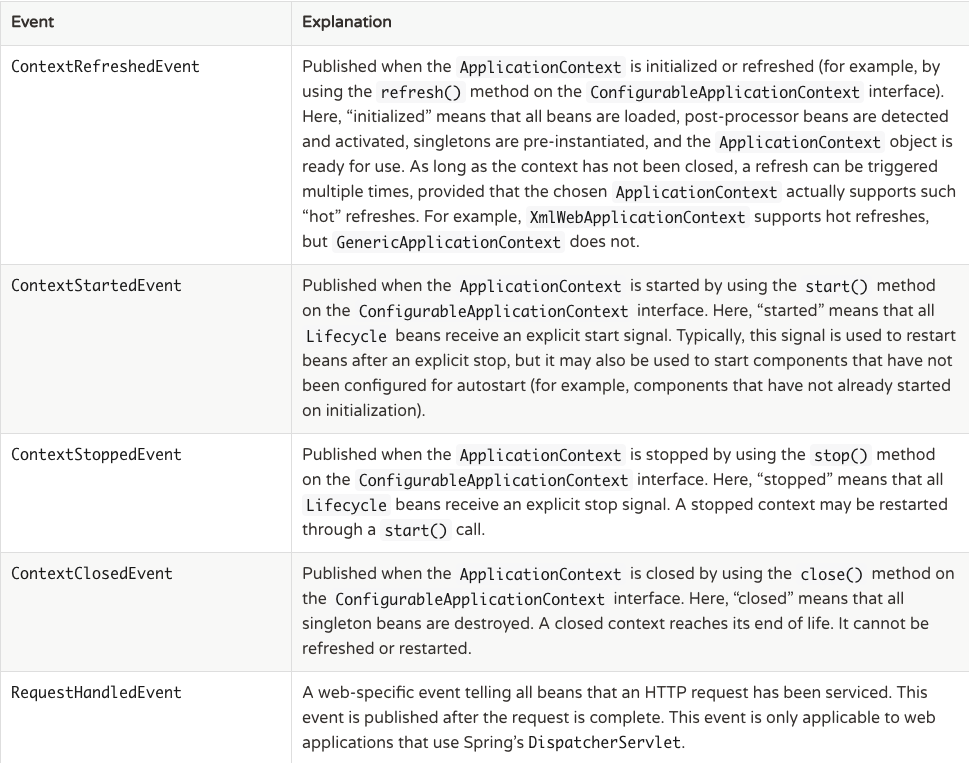 Event Explanation
ContextRefreshedEvent Published when the ApplicationContext is initialized or refreshed (for example, by
using the refresh() method on the ConfigurableApplicationContext interface).
Here, “initialized” means that all beans are loaded, post-processor beans are detected
and activated, singletons are pre-instantiated, and the ApplicationContext object is
ready for use. As long as the context has not been closed, a refresh can be triggered
multiple times, provided that the chosen ApplicationContext actually supports such
“hot” refreshes. For example, XmlWebApplicationContext supports hot refreshes,
but GenericApplicationContext does not.
ContextStartedEvent Published when the ApplicationContext is started by using the start() method
on the ConfigurableApplicationContext interface. Here, “started” means that all
Lifecycle beans receive an explicit start signal. Typically, this signal is used to restart
beans after an explicit stop, but it may also be used to start components that have not
been configured for autostart (for example, components that have not already started
on initialization).
ContextStoppedEvent Published when the ApplicationContext is stopped by using the stop() method
on the ConfigurableApplicationContext interface. Here, “stopped” means that all
Lifecycle beans receive an explicit stop signal. A stopped context may be restarted
through a start() call.
ContextClosedEvent Published when the ApplicationContext is closed by using the close() method on
the ConfigurableApplicationContext interface. Here, “closed” means that all
singleton beans are destroyed. A closed context reaches its end of life. It cannot be
refreshed or restarted.
RequestHandledEvent A web-specific event telling all beans that an HTTP request has been serviced. This
event is published after the request is complete. This event is only applicable to web
applications that use Spring’s DispatcherServlet.